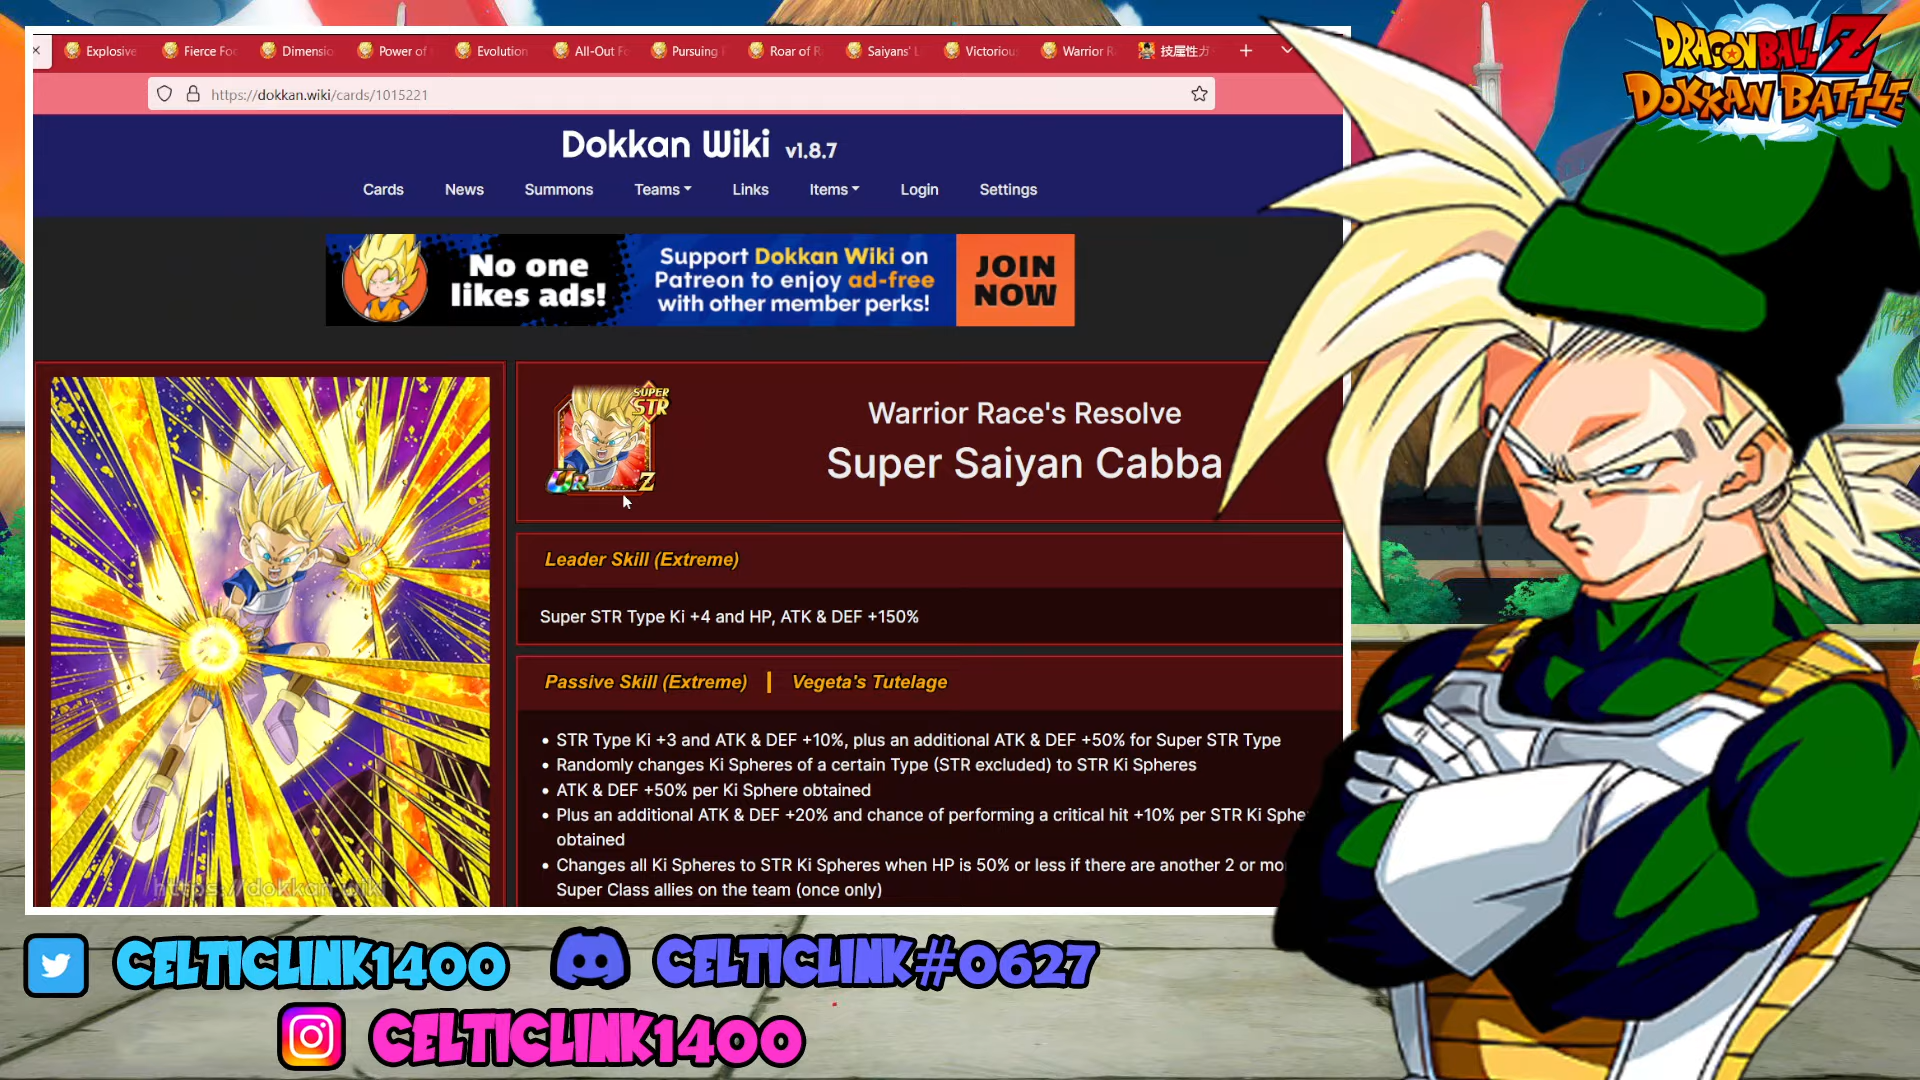 DRAGONBALL Z
DOKKAN BATTLE
Explosive
Fierce Fo
Dimensio
Power of
Evolution
All-Out F
Pursuing
Roar of R
Saiyans' L
Victorious
Warrior R
技属性ガ
https://dokkan.wiki/cards/1015221
Dokkan Wiki v1.8.7
Cards News Summons Teams Links Items Login Settings
No one
likes ads!
Support Dokkan Wiki on
Patreon to enjoy ad-free
with other member perks!
JOIN
NOW
SUPER
STR
UR Z
Warrior Race's Resolve
Super Saiyan Cabba
Leader Skill (Extreme)
Super STR Type Ki +4 and HP, ATK & DEF +150%
Passive Skill (Extreme) | Vegeta's Tutelage
• STR Type Ki +3 and ATK & DEF +10%, plus an additional ATK & DEF +50% for Super STR Type
• Randomly changes Ki Spheres of a certain Type (STR excluded) to STR Ki Spheres
• ATK & DEF +50% per Ki Sphere obtained
• Plus an additional ATK & DEF +20% and chance of performing a critical hit +10% per STR Ki Sphe
obtained
• Changes all Ki Spheres to STR Ki Spheres when HP is 50% or less if there are another 2 or mo
Super Class allies on the team (once only)
https://dokkan.wiki
CELTICLINK1400
CELTICLINK#0627
CELTICLINK1400